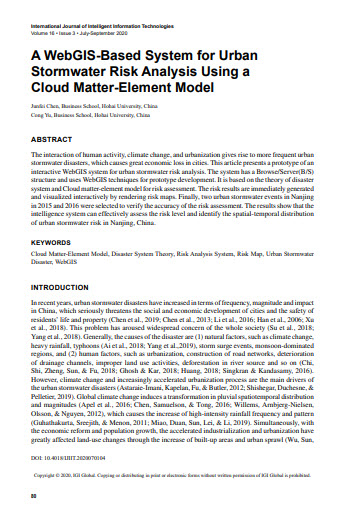 International Journal of Intelligent Information Technologies
Volume 16 • Issue 3 • July-September 2020
A WebGIS-Based System for Urban
Stormwater Risk Analysis Using a
Cloud Matter-Element Model
Junfei Chen, Business School, Hohai University, China
Cong Yu, Business School, Hohai University, China
ABSTRACT
The interaction of human activity, climate change, and urbanization gives rise to more frequent urban
stormwater disasters, which causes great economic loss in cities. This article presents a prototype of an
interactive WebGIS system for urban stormwater risk analysis. The system has a Browser/Server(B/S)
structure and uses WebGIS techniques for prototype development. It is based on the theory of disaster
system and Cloud matter-element model for risk assessment. The risk results are immediately generated
and visualized interactively by rendering risk maps. Finally, two urban stormwater events in Nanjing
in 2015 and 2016 were selected to verify the accuracy of the risk assessment. The results show that the
intelligence system can effectively assess the risk level and identify the spatial-temporal distribution
of urban stormwater risk in Nanjing, China.
KEYWORDS
Cloud Matter-Element Model, Disaster System Theory, Risk Analysis System, Risk Map, Urban Stormwater
Disaster, WebGIS
INTRODUCTION
In recent years, urban stormwater disasters have increased in terms of frequency, magnitude and impact
in China, which seriously threatens the social and economic development of cities and the safety of
residents' life and property (Chen et al., 2019; Chen et al., 2013; Li et al., 2016; Han et al., 2006; Xu
et al., 2018). This problem has aroused widespread concern of the whole society (Su et al., 2018;
Yang et al., 2018). Generally, the causes of the disaster are (1) natural factors, such as climate change,
heavy rainfall, typhoons (Ai et al., 2018; Yang et al., 2019), storm surge events, monsoon-dominated
regions, and (2) human factors, such as urbanization, construction of road networks, deterioration
of drainage channels, improper land use activities, deforestation in river source and so on (Chi,
Shi, Zheng, Sun, & Fu, 2018; Ghosh & Kar, 2018; Huang, 2018; Singkran & Kandasamy, 2016).
However, climate change and increasingly accelerated urbanization process are the main drivers of
the urban stormwater disasters (Astaraie-Imani, Kapelan, Fu, & Butler, 2012; Shishegar, Duchesne, &
Pelletier, 2019). Global climate change induces a transformation in pluvial spatiotemporal distribution
and magnitudes (Apel et al., 2016; Chen, Samuelson, & Tong, 2016; Willems, Arnbjerg-Nielsen,
Olsson, & Nguyen, 2012), which causes the increase of high-intensity rainfall frequency and pattern
(Guhathakurta, Sreejith, & Menon, 2011; Miao, Duan, Sun, Lei, & Li, 2019). Simultaneously, with
the economic reform and population growth, the accelerated industrialization and urbanization have
greatly affected land-use changes through the increase of built-up areas and urban sprawl (Wu, Sun,
DOI: 10.4018/IJIIT.2020070104
Copyright © 2020, IGI Global. Copying or distributing in print or electronic forms without written permission of IGI Global is prohibited.
80